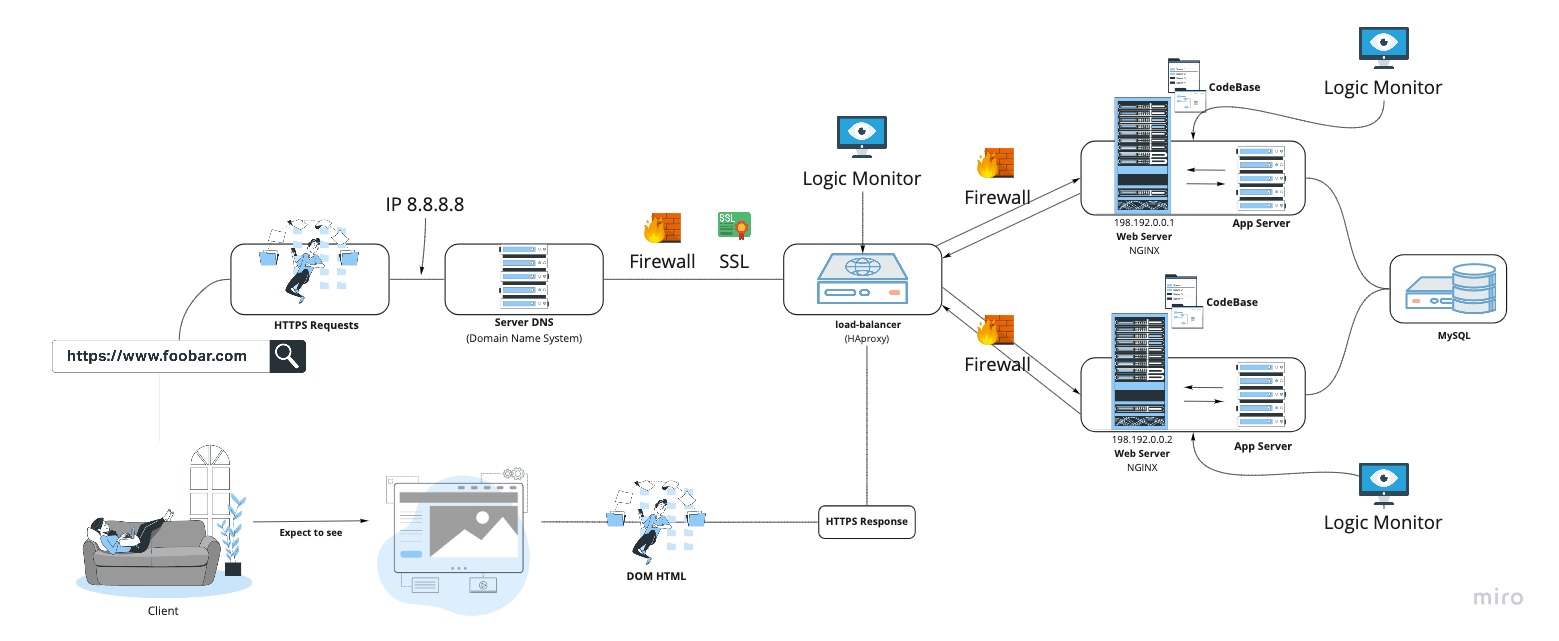 Logic Monitor
CodeBase
Logic Monitor
Firewall
IP 8.8.8.8
198.192.0.0.1
Web Server
NGINX
App Server
Firewall
SSL
HTTPS Requests
Server DNS
(Domain Name System)
load-balancer
(HAproxy)
CodeBase
MySQL
https://www.foobar.com
Firewall
198.192.0.0.2
Web Server
NGINX
App Server
Logic Monitor
Expect to see
HTTPS Response
DOM HTML
Client
miro
SSL